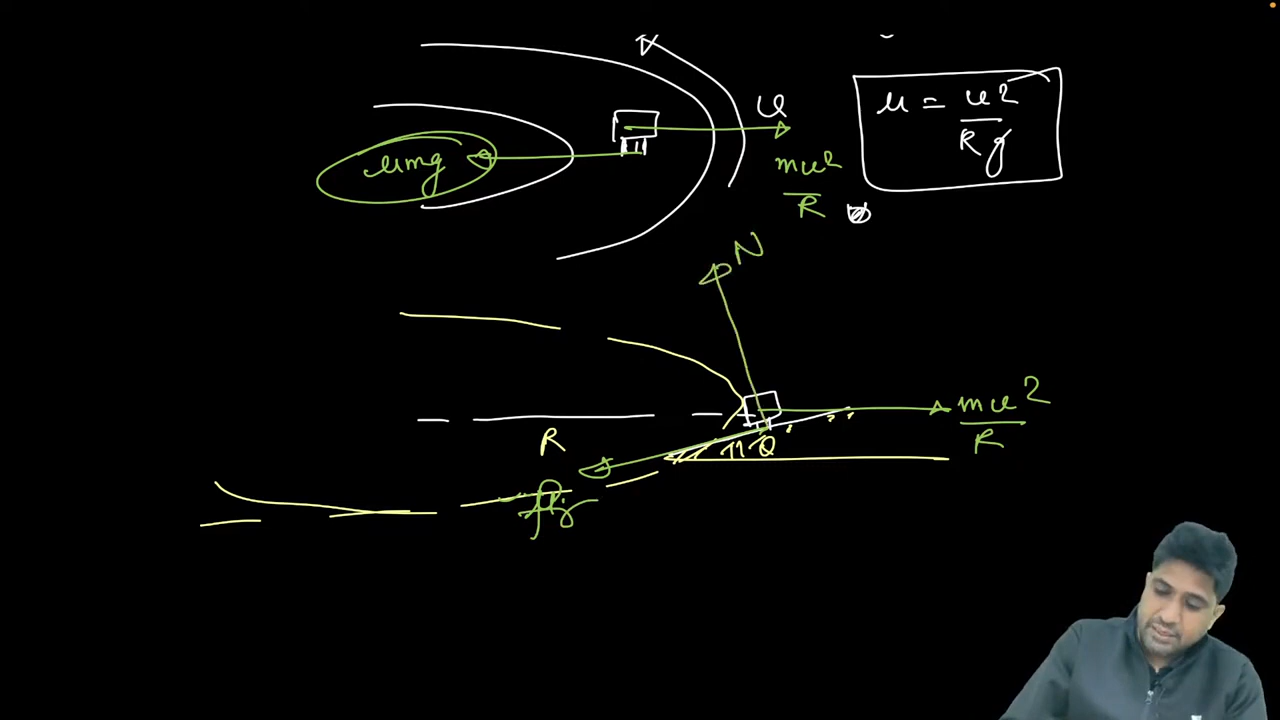 μmg
u
mu²
R
μ = u²
Rg
N
R
θ
mu²
R